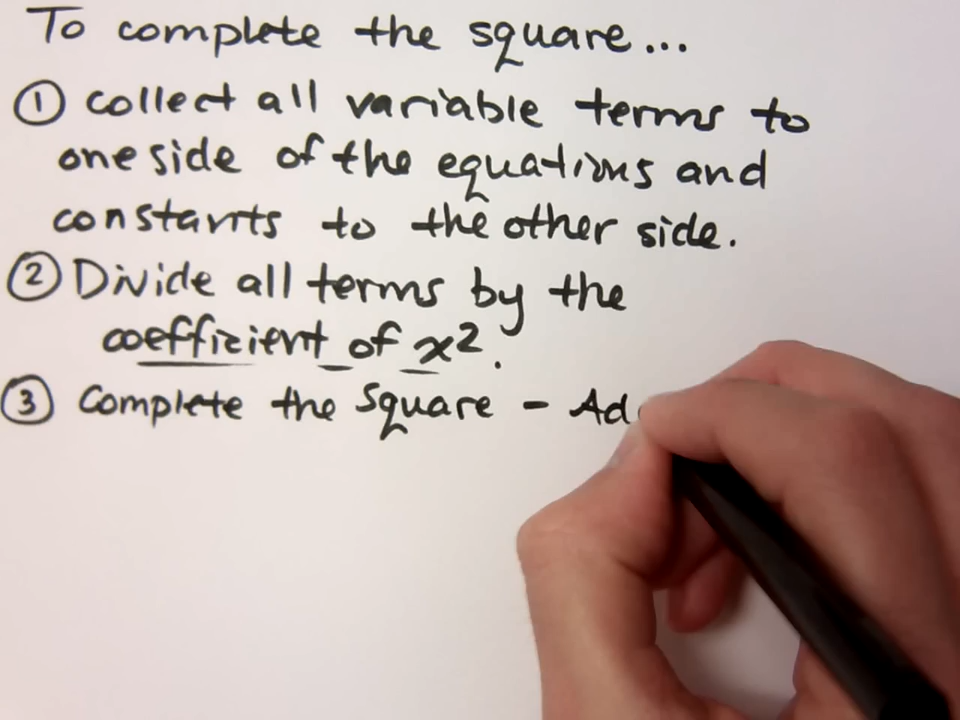 To complete the square...
① collect all variable terms to
one side of the equations and
constants to the other side.
② Divide all terms by the
coefficient of x².
③ Complete the Square - Ad